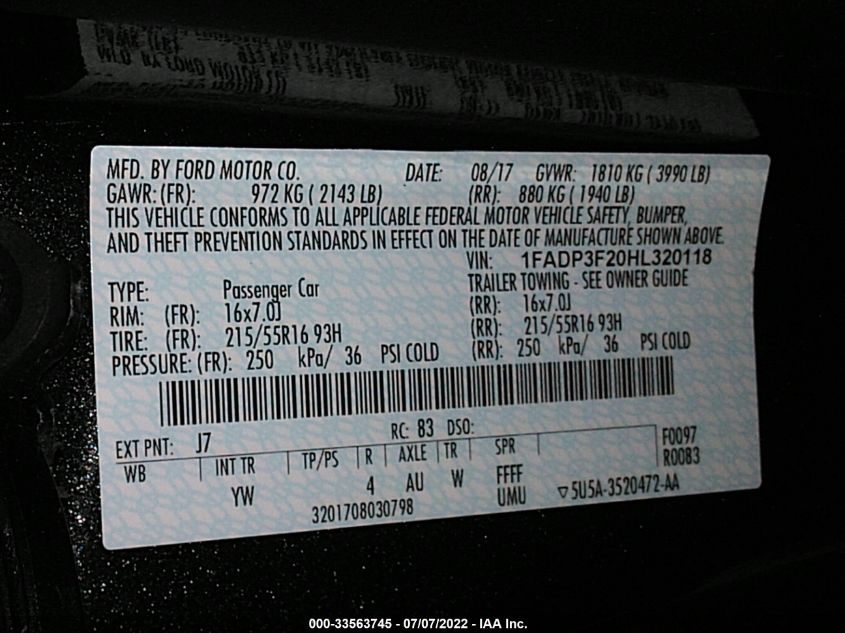 MFD. BY FORD MOTOR CO. DATE: 08/17 GVWR: 1810 KG ( 3990 LB)
GAWR: (FR): 972 KG ( 2143 LB) (RR): 880 KG ( 1940 LB)
THIS VEHICLE CONFORMS TO ALL APPLICABLE FEDERAL MOTOR VEHICLE SAFETY, BUMPER,
AND THEFT PREVENTION STANDARDS IN EFFECT ON THE DATE OF MANUFACTURE SHOWN ABOVE.
VIN: 1FADP3F20HL320118
TYPE: Passenger Car TRAILER TOWING - SEE OWNER GUIDE
RIM: (FR): 16x7.0J (RR): 16x7.0J
TIRE: (FR): 215/55R16 93H (RR): 215/55R16 93H
PRESSURE: (FR): 250 kPa/ 36 PSI COLD (RR): 250 kPa/ 36 PSI COLD
EXT PNT: J7 RC: 83 DSO: F0097
WB INT TR TP/PS R AXLE TR SPR R0083
YW 4 AU W FFFF
3201708030798 UMU ▽5U5A-3520472-AA
000-33563745 - 07/07/2022 - IAA Inc.